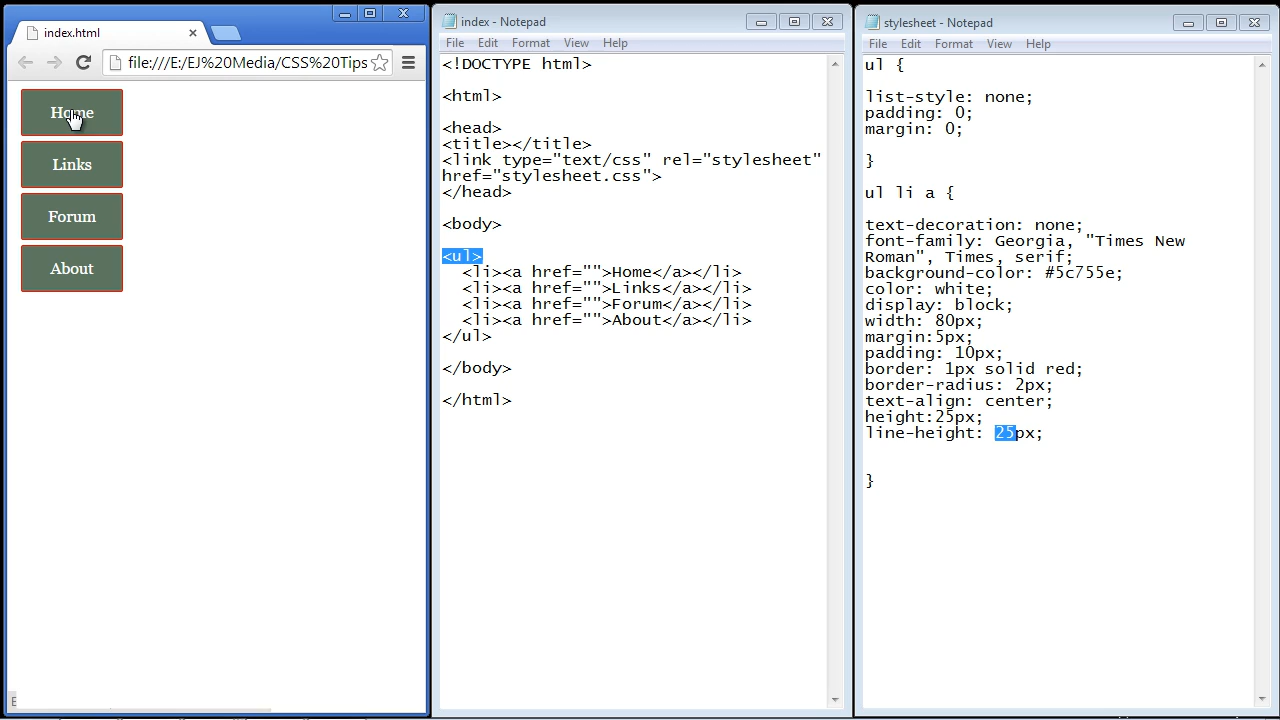 index.html
file:///E:/EJ%20Media/CSS%20Tips
Home
Links
Forum
About
index - Notepad
File Edit Format View Help
<!DOCTYPE html>
<html>
<head>
<title></title>
<link type="text/css" rel="stylesheet"
href="stylesheet.css">
</head>
<body>
<ul>
<li><a href="">Home</a></li>
<li><a href="">Links</a></li>
<li><a href="">Forum</a></li>
<li><a href="">About</a></li>
</ul>
</body>
</html>
stylesheet - Notepad
File Edit Format View Help
ul {
list-style: none;
padding: 0;
margin: 0;
}
ul li a {
text-decoration: none;
font-family: Georgia, "Times New
Roman", Times, serif;
background-color: #5c755e;
color: white;
display: block;
width: 80px;
margin:5px;
padding: 10px;
border: 1px solid red;
border-radius: 2px;
text-align: center;
height:25px;
line-height: 25px;
}